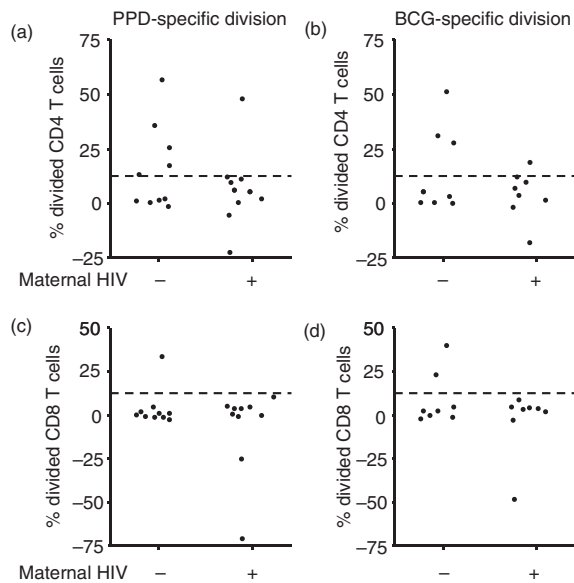 PPD-specific division
BCG-specific division
(a)
% divided CD4 T cells
75
50
25
0
−25
Maternal HIV − +
(b)
% divided CD4 T cells
75
50
25
0
−25
− +
(c)
% divided CD8 T cells
50
25
0
−25
−50
−75
Maternal HIV − +
(d)
% divided CD8 T cells
50
25
0
−25
−50
−75
− +